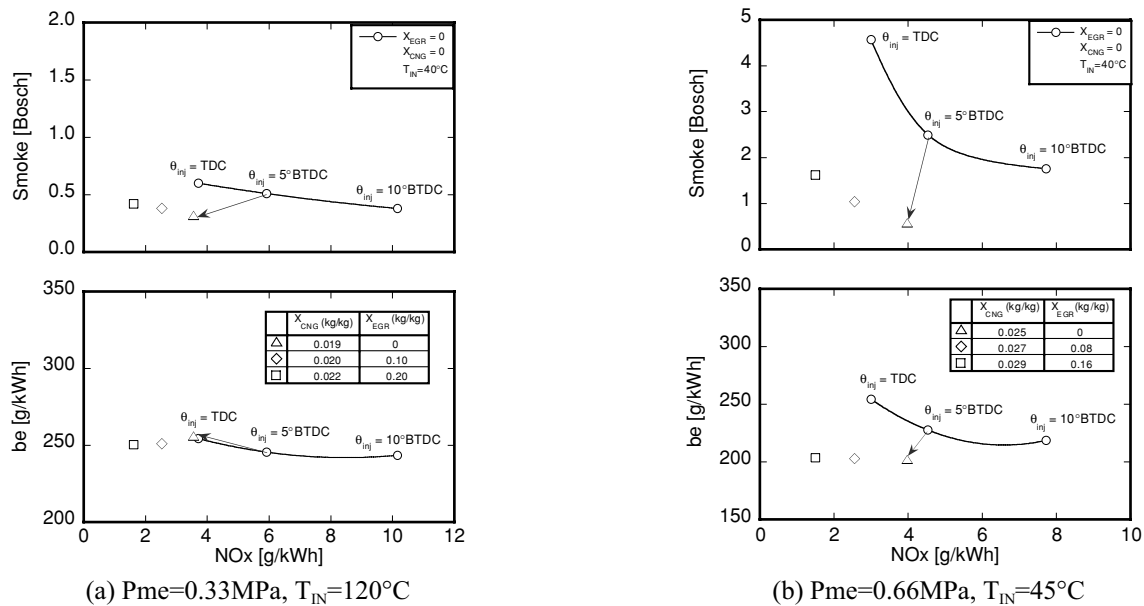 2.0
1.5
1.0
0.5
0.0
Smoke [Bosch]
X_EGR = 0
X_CNG =0
T_IN=40°C
θ_inj = TDC
θ_inj = 5°BTDC
θ_inj = 10°BTDC
350
300
250
200
be [g/kWh]
X_CNG (kg/kg) X_EGR (kg/kg)
0.019 0
0.020 0.10
0.022 0.20
θ_inj = TDC
θ_inj = 5°BTDC
θ_inj = 10°BTDC
0 2 4 6 8 10 12
NOx [g/kWh]
(a) Pme=0.33MPa, T_IN=120°C
5
4
3
2
1
0
Smoke [Bosch]
X_EGR = 0
X_CNG =0
T_IN=40°C
θ_inj = TDC
θ_inj = 5°BTDC
θ_inj = 10°BTDC
350
300
250
200
150
be [g/kWh]
X_CNG (kg/kg) X_EGR (kg/kg)
0.025 0
0.027 0.08
0.029 0.16
θ_inj = TDC
θ_inj = 5°BTDC
θ_inj = 10°BTDC
0 2 4 6 8 10
NOx [g/kWh]
(b) Pme=0.66MPa, T_IN=45°C